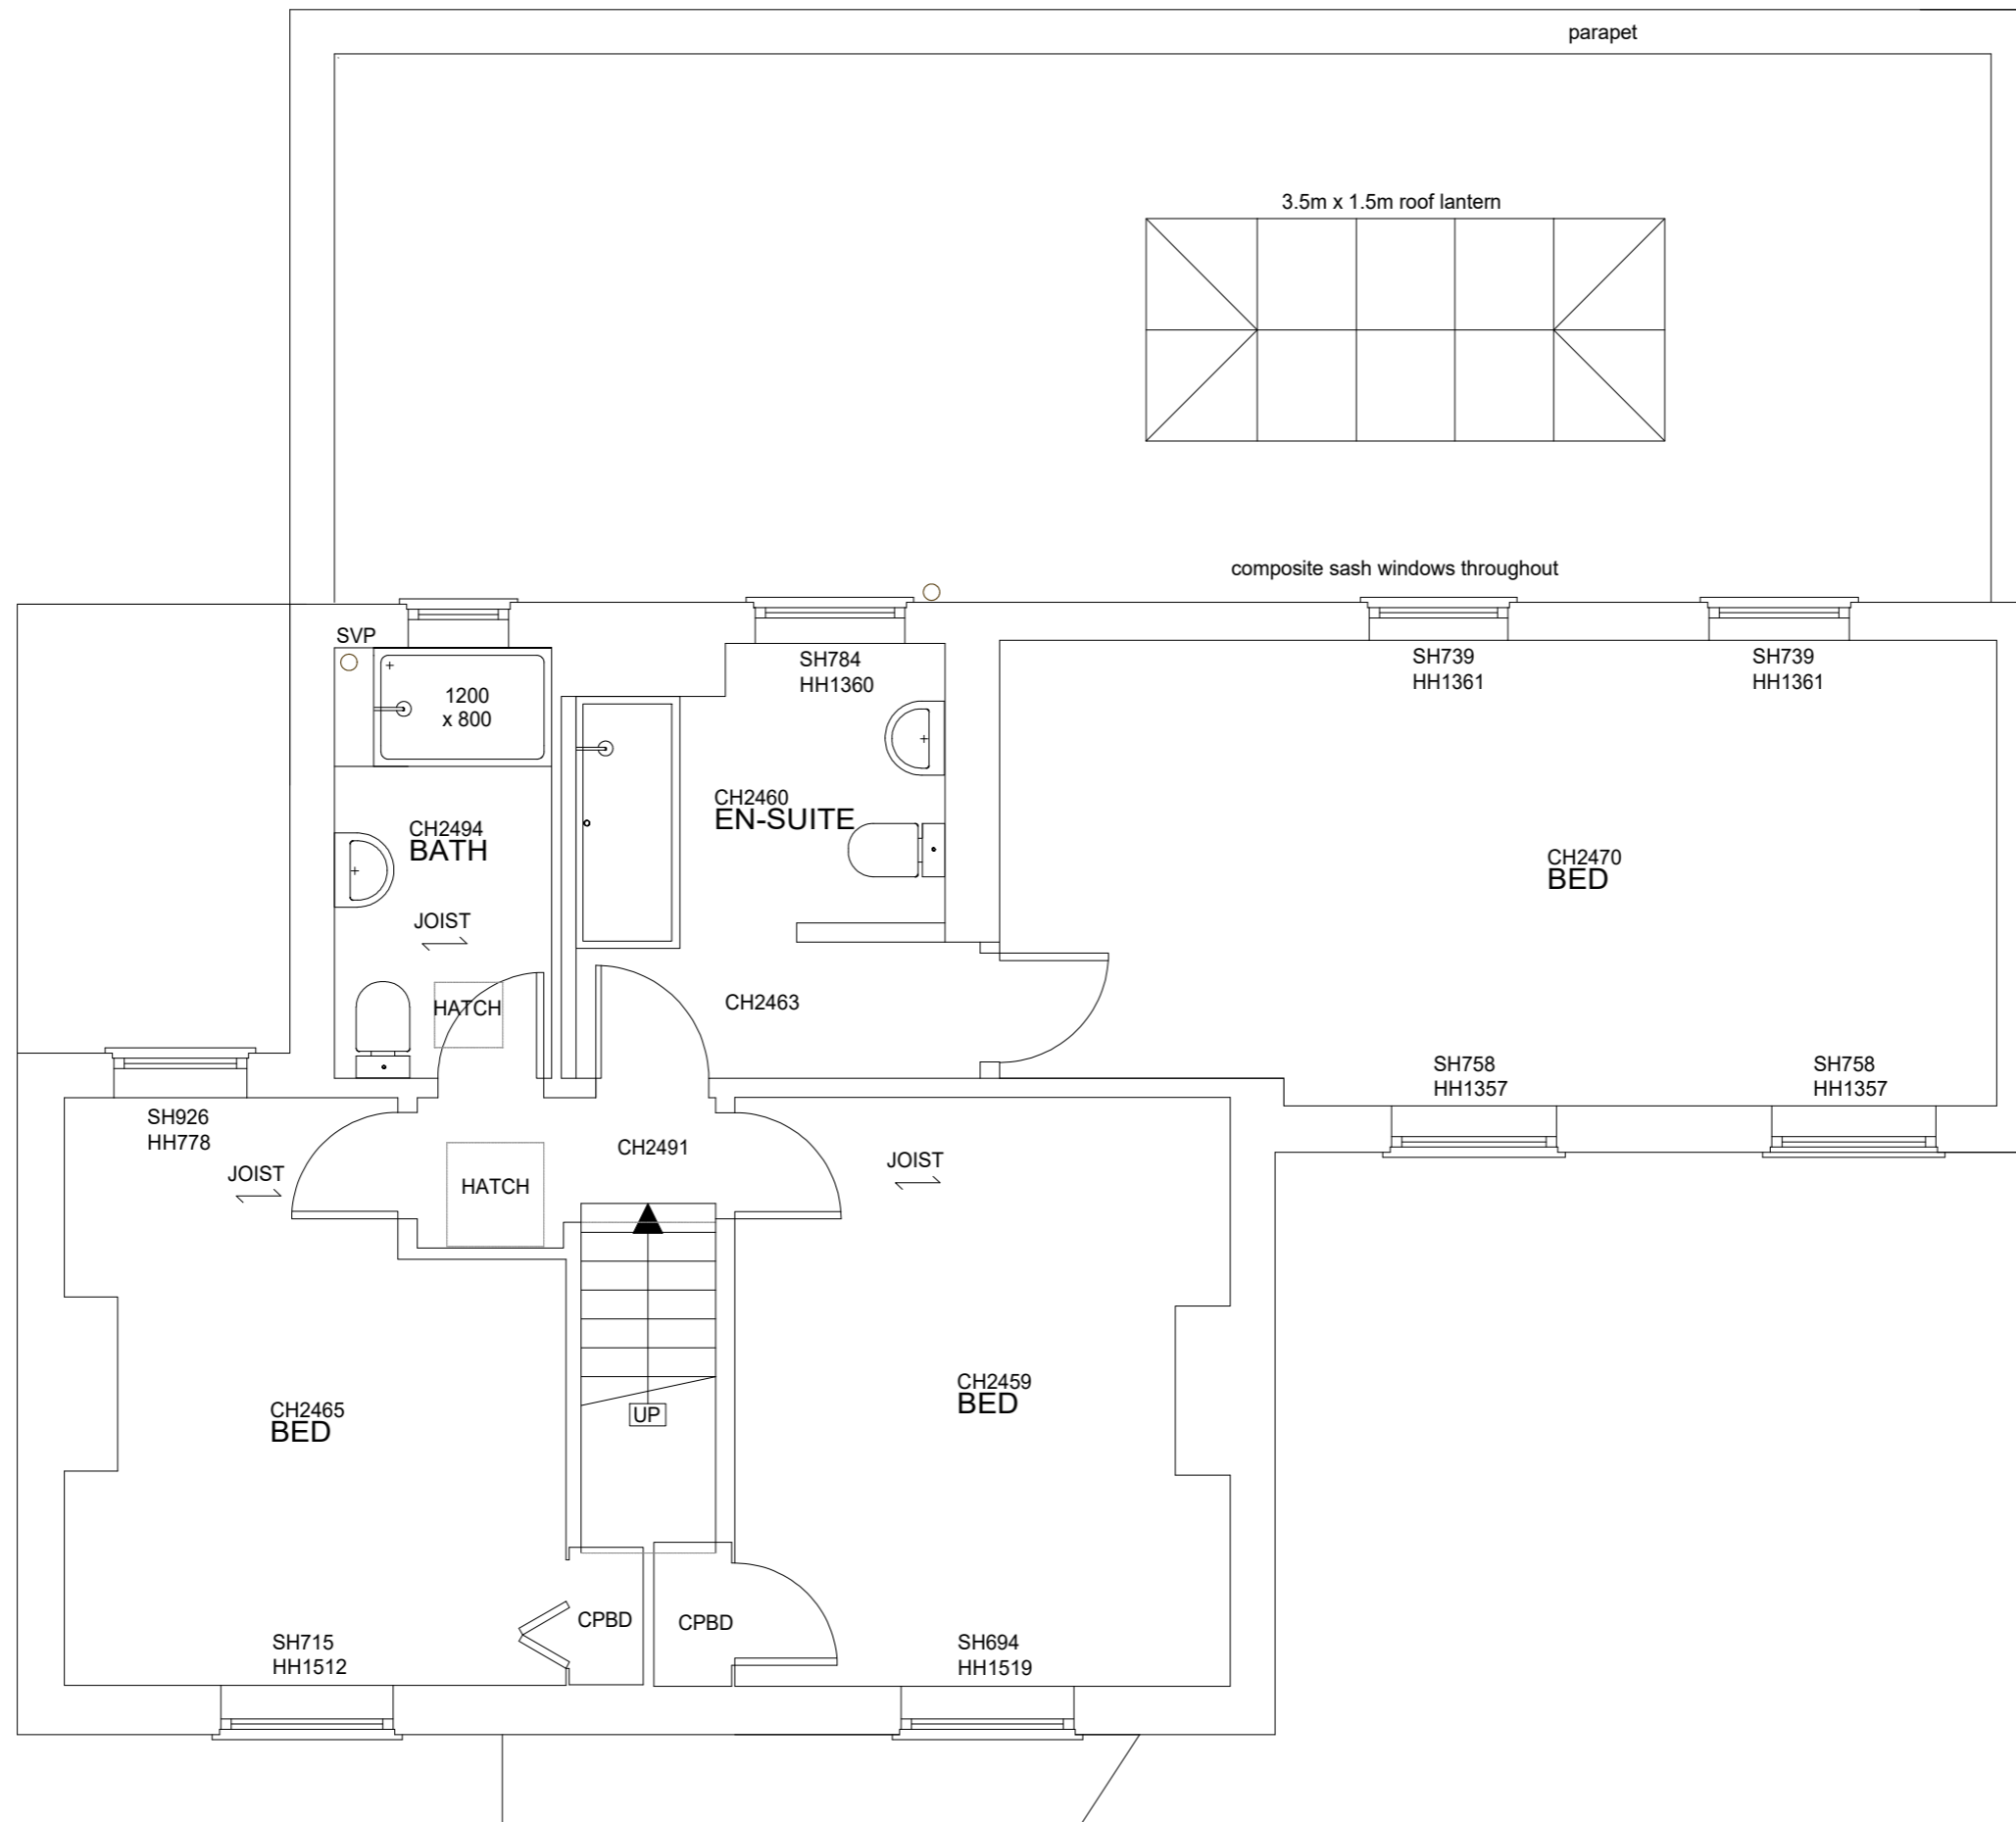 parapet
3.5m x 1.5m roof lantern
composite sash windows throughout
SVP
1200
x 800
SH784
HH1360
SH739
HH1361
SH739
HH1361
CH2460
EN-SUITE
CH2494
BATH
CH2470
BED
JOIST
HATCH
CH2463
SH758
HH1357
SH758
HH1357
SH926
HH778
JOIST
HATCH
CH2491
JOIST
CH2465
BED
UP
CH2459
BED
CPBD
CPBD
SH715
HH1512
SH694
HH1519